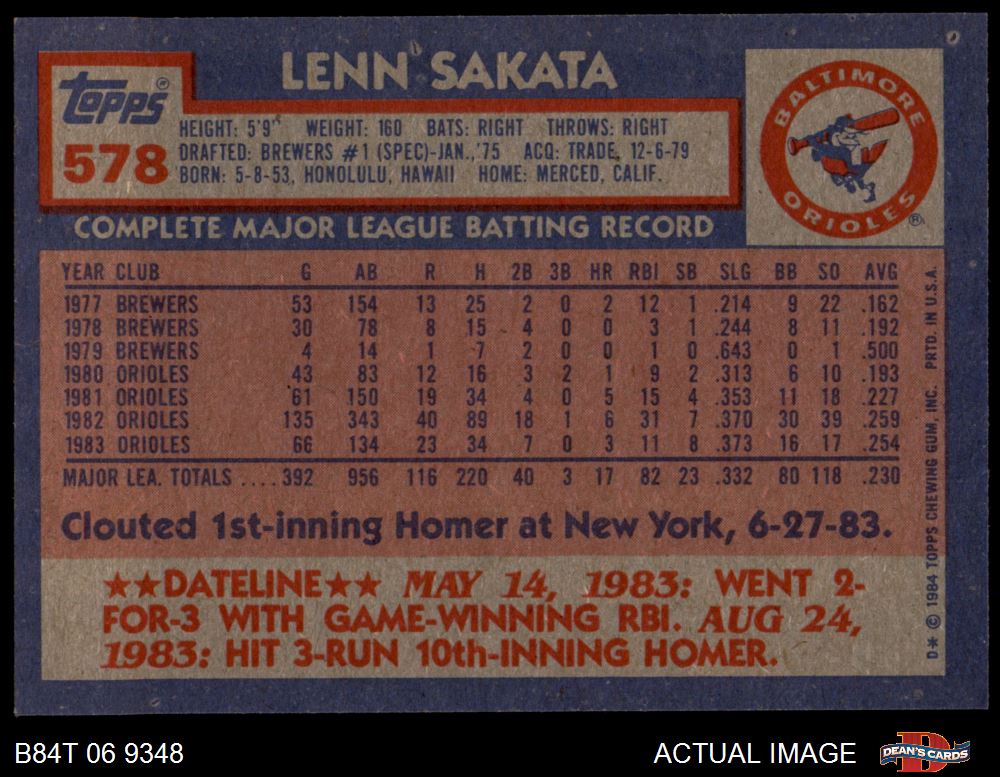 LENN SAKATA
Topps®
578
HEIGHT: 5'9" WEIGHT: 160 BATS: RIGHT THROWS: RIGHT
DRAFTED: BREWERS #1 (SPEC)-JAN.,'75 ACQ: TRADE, 12-6-79
BORN: 5-8-53, HONOLULU, HAWAII HOME: MERCED, CALIF.
BALTIMORE
ORIOLES
®
COMPLETE MAJOR LEAGUE BATTING RECORD
YEAR CLUB G AB R H 2B 3B HR RBI SB SLG BB SO AVG
1977 BREWERS 53 154 13 25 2 0 2 12 1 .214 9 22 .162
1978 BREWERS 30 78 8 15 4 0 0 3 1 .244 8 11 .192
1979 BREWERS 4 14 1 7 2 0 0 1 0 .643 0 1 .500
1980 ORIOLES 43 83 12 16 3 2 1 9 2 .313 6 10 .193
1981 ORIOLES 61 150 19 34 4 0 5 15 4 .353 11 18 .227
1982 ORIOLES 135 343 40 89 18 1 6 31 7 .370 30 39 .259
1983 ORIOLES 66 134 23 34 7 0 3 11 8 .373 16 17 .254
MAJOR LEA. TOTALS ....392 956 116 220 40 3 17 82 23 .332 80 118 .230
Clouted 1st-inning Homer at New York, 6-27-83.
★★DATELINE★★ MAY 14, 1983: WENT 2-
FOR-3 WITH GAME-WINNING RBI. AUG 24,
1983: HIT 3-RUN 10th-INNING HOMER.
D✶ © 1984 TOPPS CHEWING GUM, INC. PRTD. IN U.S.A.
B84T 06 9348
ACTUAL IMAGE
DEAN'S CARDS